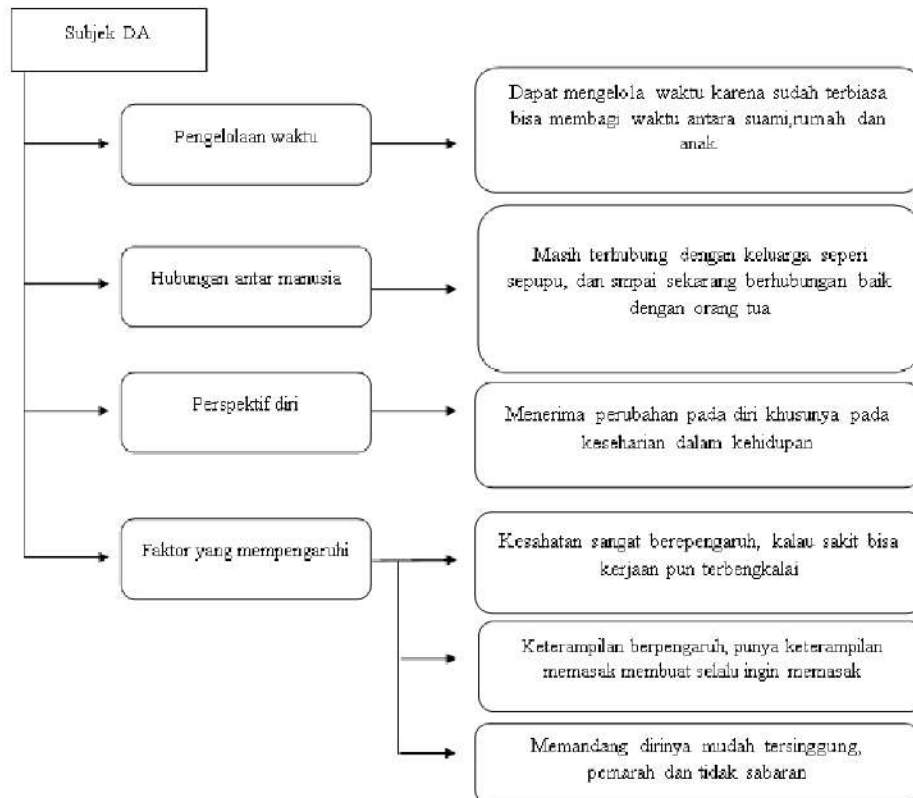 Subjek DA
Pengelolaan waktu
Dapat mengelola waktu karena sudah terbiasa
bisa membagi waktu antara suami,rumah dan
anak
Hubungan antar manusia
Masih terhubung dengan keluarga seperi
sepupu, dan smpai sekarang berhubungan baik
dengan orang tua
Perspektif diri
Menerima perubahan pada diri khusunya pada
keseharian dalam kehidupan
Faktor yang mempengaruhi
Kesahatan sangat berepengaruh, kalau sakit bisa
kerjaan pun terbengkalai
Keterampilan berpengaruh, punya keterampilan
memasak membuat selalu ingin memasak
Memandang dirinya mudah tersinggung,
pemarah dan tidak sabaran